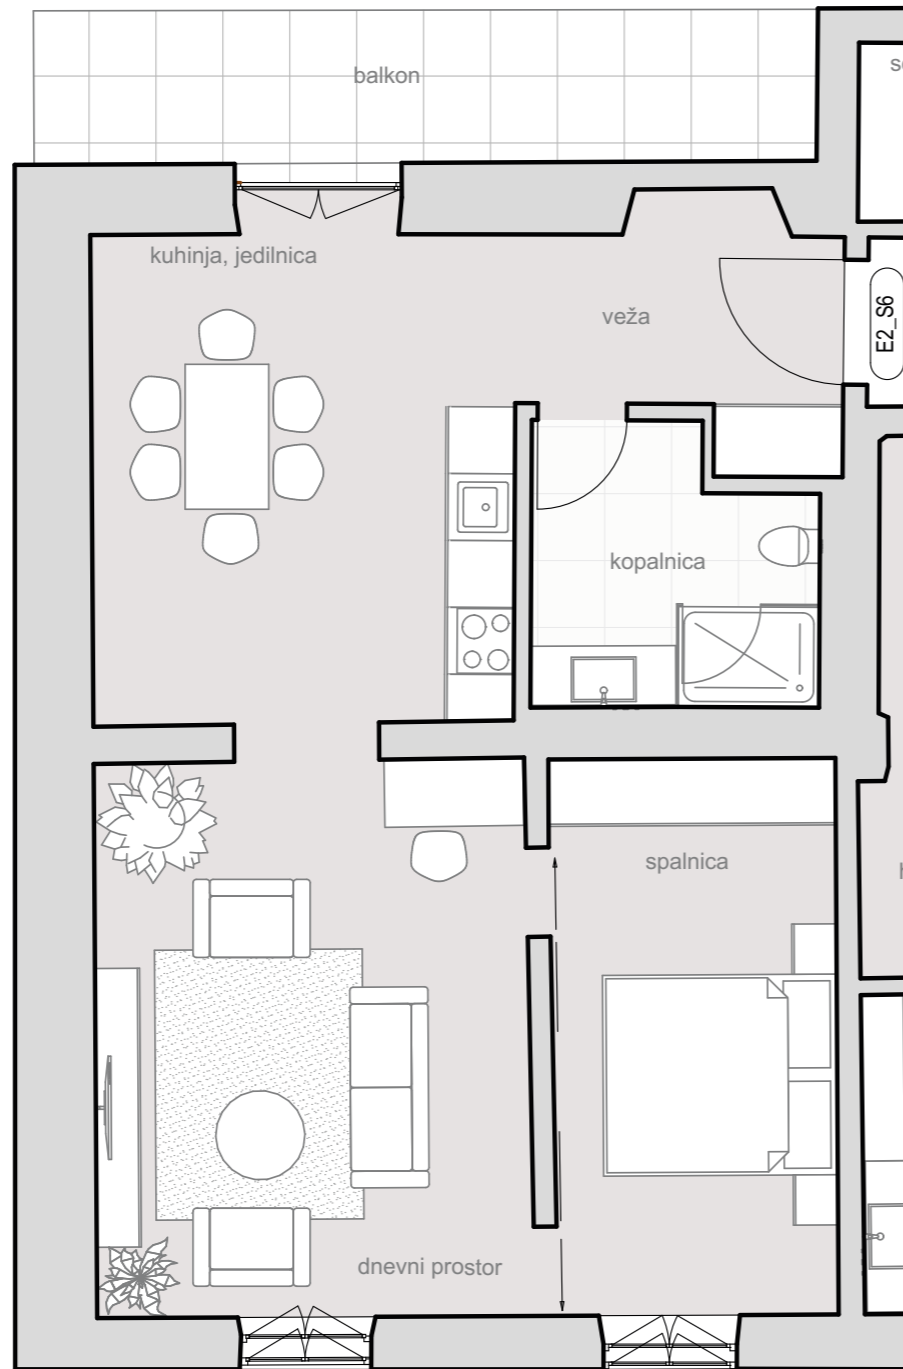 balkon
kuhinja, jedilnica
veža
E2_S6
kopalnica
spalnica
dnevni prostor